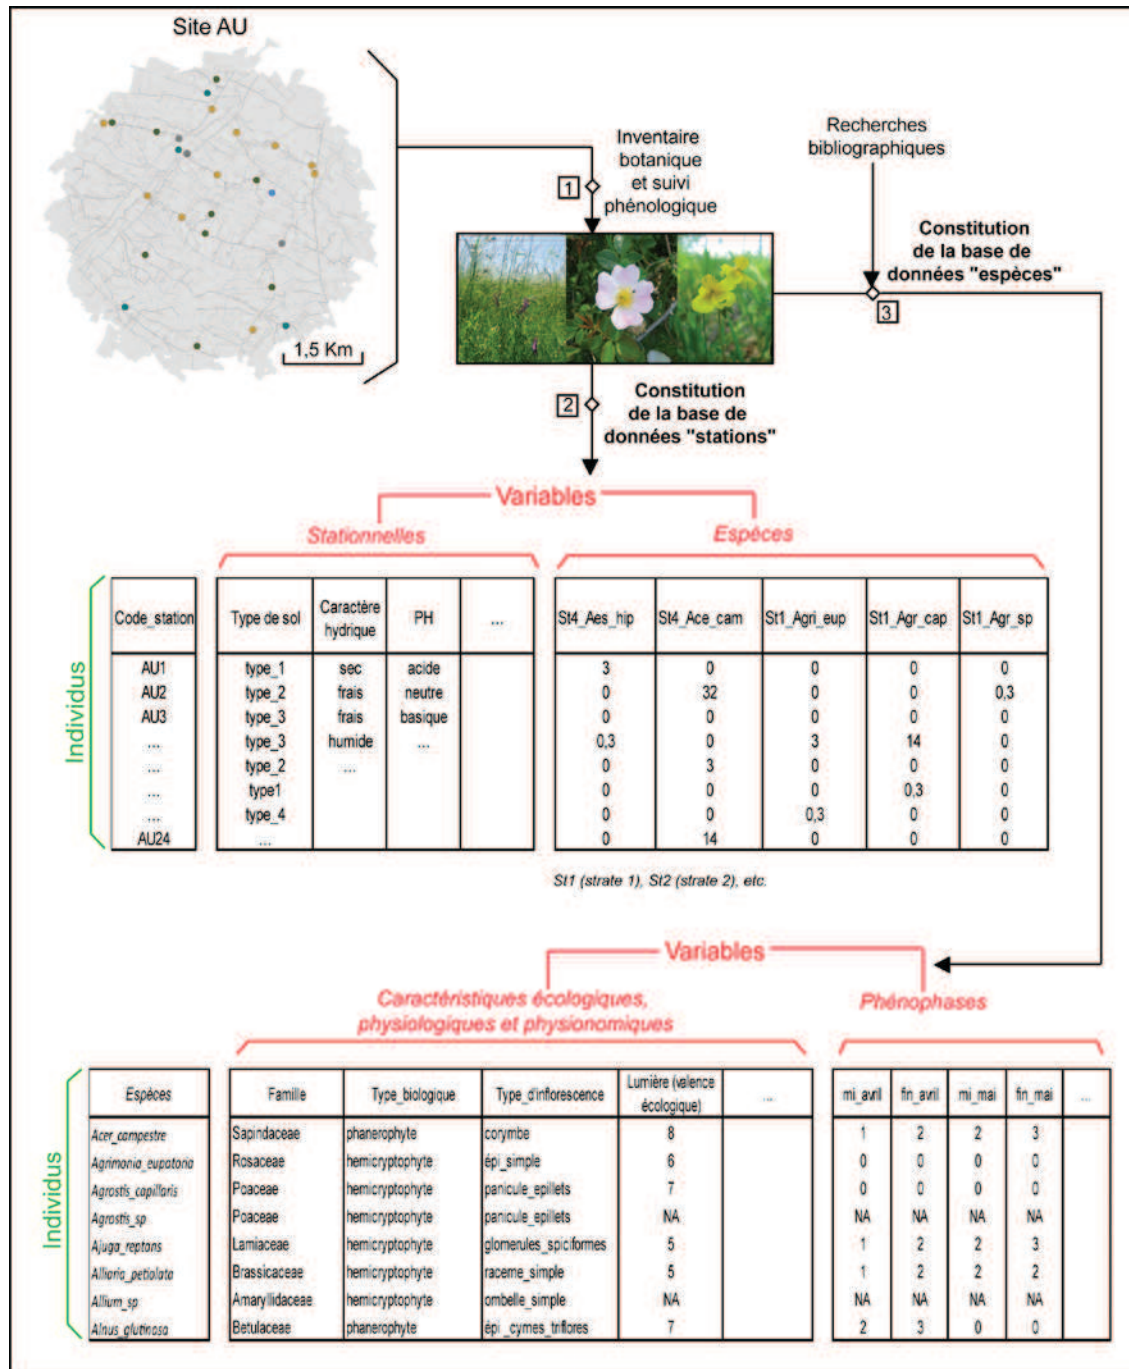 Site AU
1,5 Km
Inventaire
botanique
et suivi
phénologique
1
Recherches
bibliographiques
Constitution
de la base de
données "espèces"
3
2
Constitution
de la base de
données "stations"
Variables
Stationnelles
Espèces
Individus
Code_station Type de sol Caractère hydrique PH ... St4_Aes_hip St4_Ace_cam St1_Agri_eup St1_Agr_cap St1_Agr_sp
AU1 type_1 sec acide 3 0 0 0 0
AU2 type_2 frais neutre 0 32 0 0 0,3
AU3 type_3 frais basique 0 0 0 0 0
... type_3 humide ... 0,3 0 3 14 0
... type_2 ... 0 3 0 0 0
... type1 0 0 0 0,3 0
... type_4 0 0 0,3 0 0
AU24 ... 0 14 0 0 0
St1 (strate 1), St2 (strate 2), etc.
Variables
Caractéristiques écologiques,
physiologiques et physionomiques
Phénophases
Individus
Espèces Famille Type_biologique Type_d'inflorescence Lumière (valence écologique) ... mi_avril fin_avril mi_mai fin_mai ...
Acer_campestre Sapindaceae phanerophyte corymbe 8 1 2 2 3
Agrimonia_eupatoria Rosaceae hemicryptophyte épi_simple 6 0 0 0 0
Agrostis_capillaris Poaceae hemicryptophyte panicule_epillets 7 0 0 0 0
Agrostis_sp Poaceae hemicryptophyte panicule_epillets NA NA NA NA NA
Ajuga_reptans Lamiaceae hemicryptophyte glomerules_spiciformes 5 1 2 2 3
Alliaria_petiolata Brassicaceae hemicryptophyte raceme_simple 5 1 2 2 2
Allium_sp Amaryllidaceae hemicryptophyte ombelle_simple NA NA NA NA NA
Alnus_glutinosa Betulaceae phanerophyte épi_cymes_triflores 7 2 3 0 0